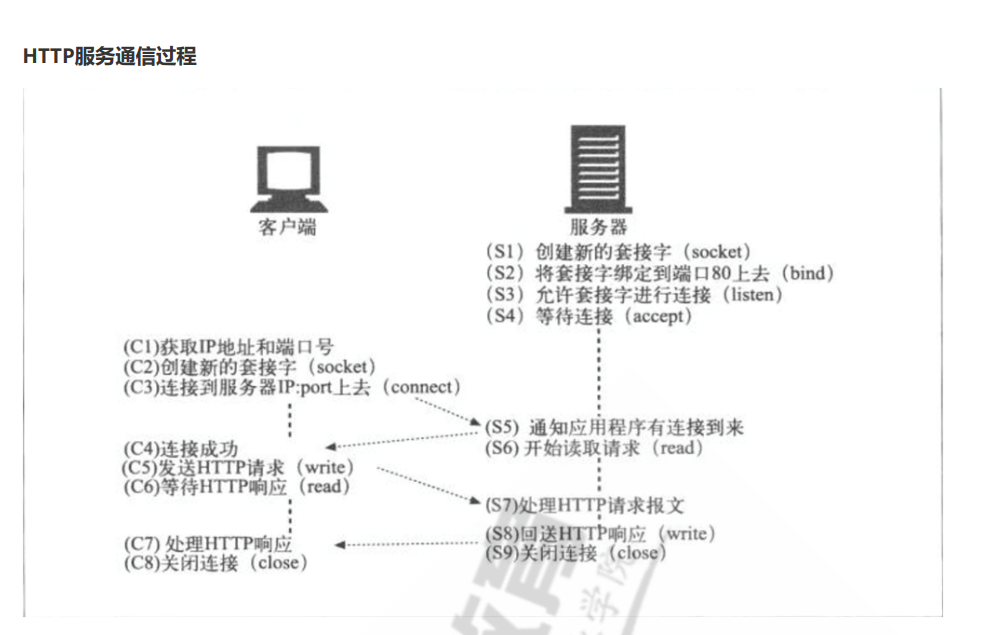 HTTP服务通信过程
客户端
服务器
(S1) 创建新的套接字(socket)
(S2) 将套接字绑定到端口80上去(bind)
(S3) 允许套接字进行连接(listen)
(S4) 等待连接(accept)
(C1)获取IP地址和端口号
(C2)创建新的套接字(socket)
(C3)连接到服务器IP:port上去(connect)
(S5) 通知应用程序有连接到来
(S6) 开始读取请求(read)
(C4)连接成功
(C5)发送HTTP请求(write)
(C6)等待HTTP响应(read)
(S7)处理HTTP请求报文
(S8)回送HTTP响应(write)
(S9)关闭连接(close)
(C7) 处理HTTP响应
(C8)关闭连接(close)